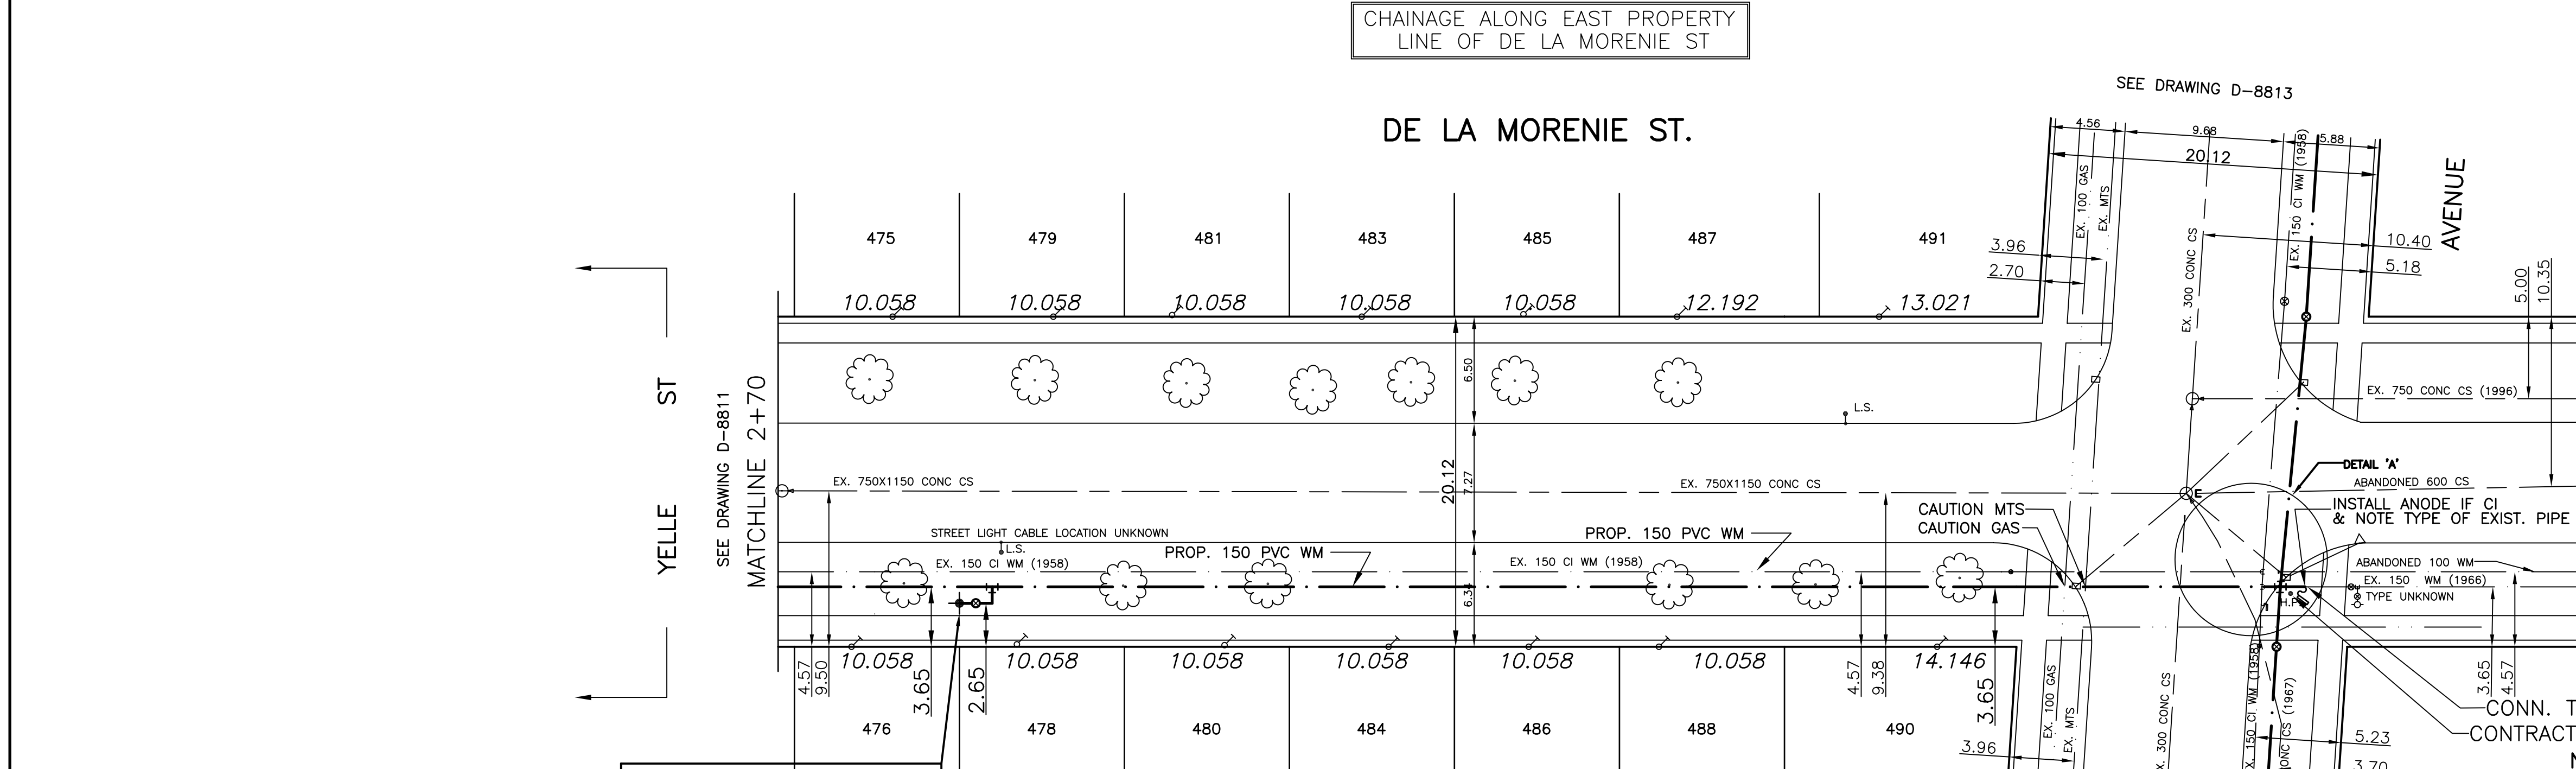 CHAINAGE ALONG EAST PROPERTY
LINE OF DE LA MORENIE ST
SEE DRAWING D-8813
DE LA MORENIE ST.
4.56
9.68
5.88
20.12
EX. 100 GAS
EX. MTS
EX. 300 CONC CS
EX. 150 CI WM (1958)
AVENUE
10.40
5.18
3.96
2.70
5.00
10.35
475
479
481
483
485
487
491
10.058
10.058
10.058
10.058
10.058
12.192
13.021
YELLE ST
SEE DRAWING D-8811
MATCHLINE 2+70
6.50
20.12
7.27
6.34
L.S.
EX. 750 CONC CS (1996)
EX. 750X1150 CONC CS
EX. 750X1150 CONC CS
DETAIL 'A'
ABANDONED 600 CS
E
CAUTION MTS
CAUTION GAS
INSTALL ANODE IF CI
& NOTE TYPE OF EXIST. PIPE
STREET LIGHT CABLE LOCATION UNKNOWN
L.S.
PROP. 150 PVC WM
PROP. 150 PVC WM
EX. 150 CI WM (1958)
EX. 150 CI WM (1958)
ABANDONED 100 WM
EX. 150 WM (1966)
TYPE UNKNOWN
H.P.
10.058
10.058
10.058
10.058
10.058
10.058
14.146
4.57
9.50
3.65
2.65
4.57
9.38
3.65
3.65
4.57
476
478
480
484
486
488
490
EX. 100 GAS
EX. MTS
EX. 300 CONC CS
EX. 150 CI WM (1958)
CONC CS (1967)
CONN. T
CONTRACT
3.96
5.23
3.70